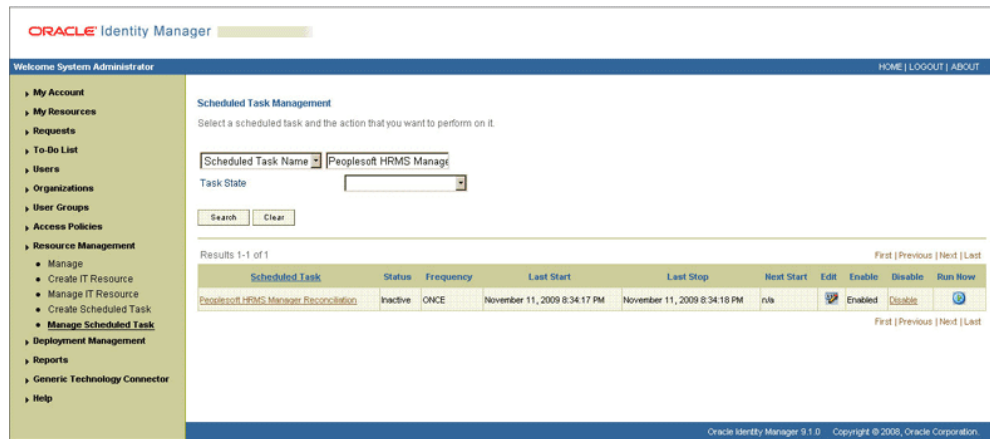 ORACLE Identity Manager
Welcome System Administrator
HOME | LOGOUT | ABOUT
My Account
My Resources
Requests
To-Do List
Users
Organizations
User Groups
Access Policies
Resource Management
Manage
Create IT Resource
Manage IT Resource
Create Scheduled Task
Manage Scheduled Task
Deployment Management
Reports
Generic Technology Connector
Help
Scheduled Task Management
Select a scheduled task and the action that you want to perform on it.
Scheduled Task Name Peoplesoft HRMS Manage
Task State
Search Clear
Results 1-1 of 1
First | Previous | Next | Last
Scheduled Task Status Frequency Last Start Last Stop Next Start Edit Enable Disable Run Now
Peoplesoft HRMS Manager Reconciliation Inactive ONCE November 11, 2009 8:34:17 PM November 11, 2009 8:34:18 PM n/a Enabled Disable
First | Previous | Next | Last
Oracle Identity Manager 9.1.0 Copyright © 2008, Oracle Corporation.